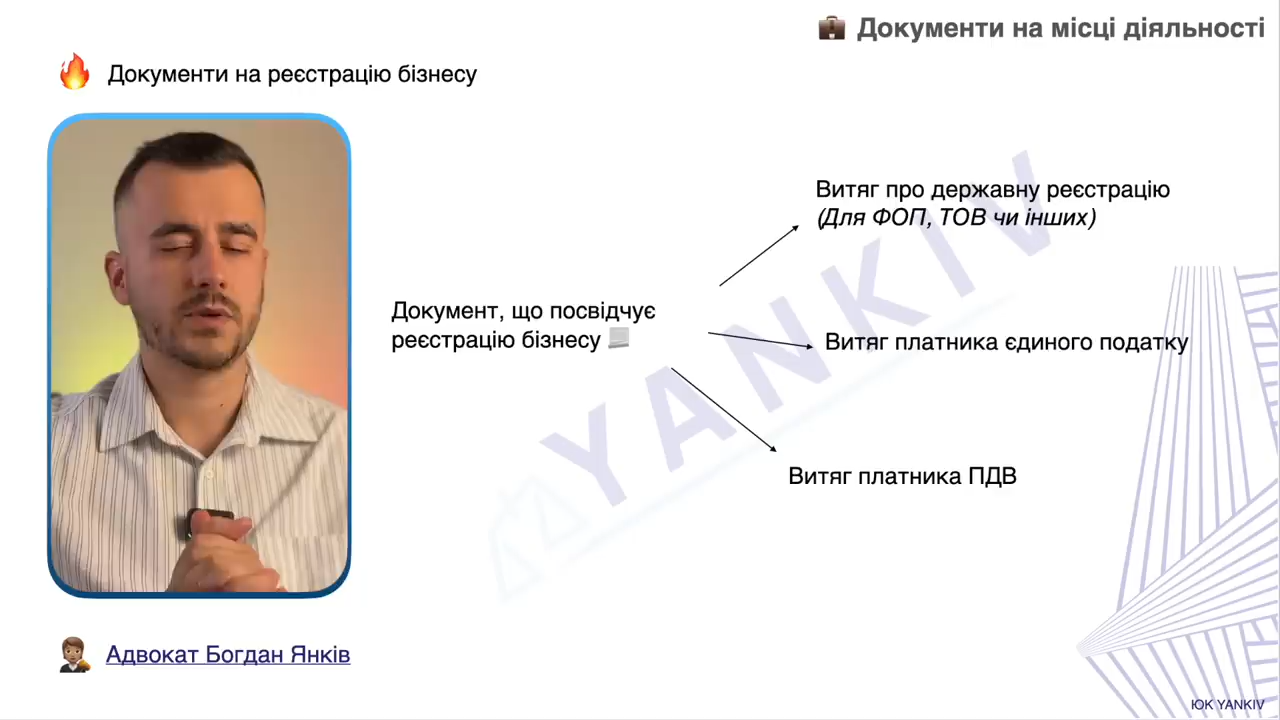 Документи на місці діяльності
Документи на реєстрацію бізнесу
Витяг про державну реєстрацію
(Для ФОП, ТОВ чи інших)
Документ, що посвідчує
реєстрацію бізнесу
Витяг платника єдиного податку
Витяг платника ПДВ
YANKIV
Адвокат Богдан Янків
ЮК YANKIV